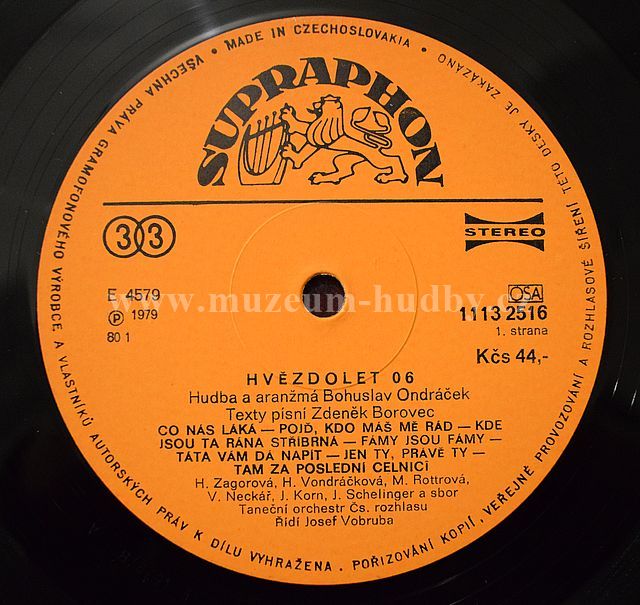 VŠECHNA PRÁVA GRAMOFONOVÉHO VÝROBCE A VLASTNÍKŮ AUTORSKÝCH PRÁV K DÍLU VYHRAŽENA. POŘIZOVÁNÍ KOPIÍ, VEŘEJNÉ PROVOZOVÁNÍ A ROZHLASOVÉ ŠÍŘENÍ TÉTO DESKY JE ZAKÁZÁNO • MADE IN CZECHOSLOVAKIA •
SUPRAPHON
33
STEREO
E 4579
Ⓟ 1979
80 1
OSA
1113 2516
1. strana
Kčs 44,-
www.muzeum-hudby.cz
HVĚZDOLET 06
Hudba a aranžmá Bohuslav Ondráček
Texty písní Zdeněk Borovec
CO NÁS LÁKÁ — POJĎ, KDO MÁŠ MĚ RÁD — KDE
JSOU TA RÁNA STŘÍBRNÁ — FÁMY JSOU FÁMY —
TÁTA VÁM DÁ NAPÍT — JEN TY, PRÁVĚ TY —
TAM ZA POSLEDNÍ CELNICÍ
H. Zagorová, H. Vondráčková, M. Rottrová,
V. Neckář, J. Korn, J. Schelinger a sbor
Taneční orchestr Čs. rozhlasu
Řídí Josef Vobruba